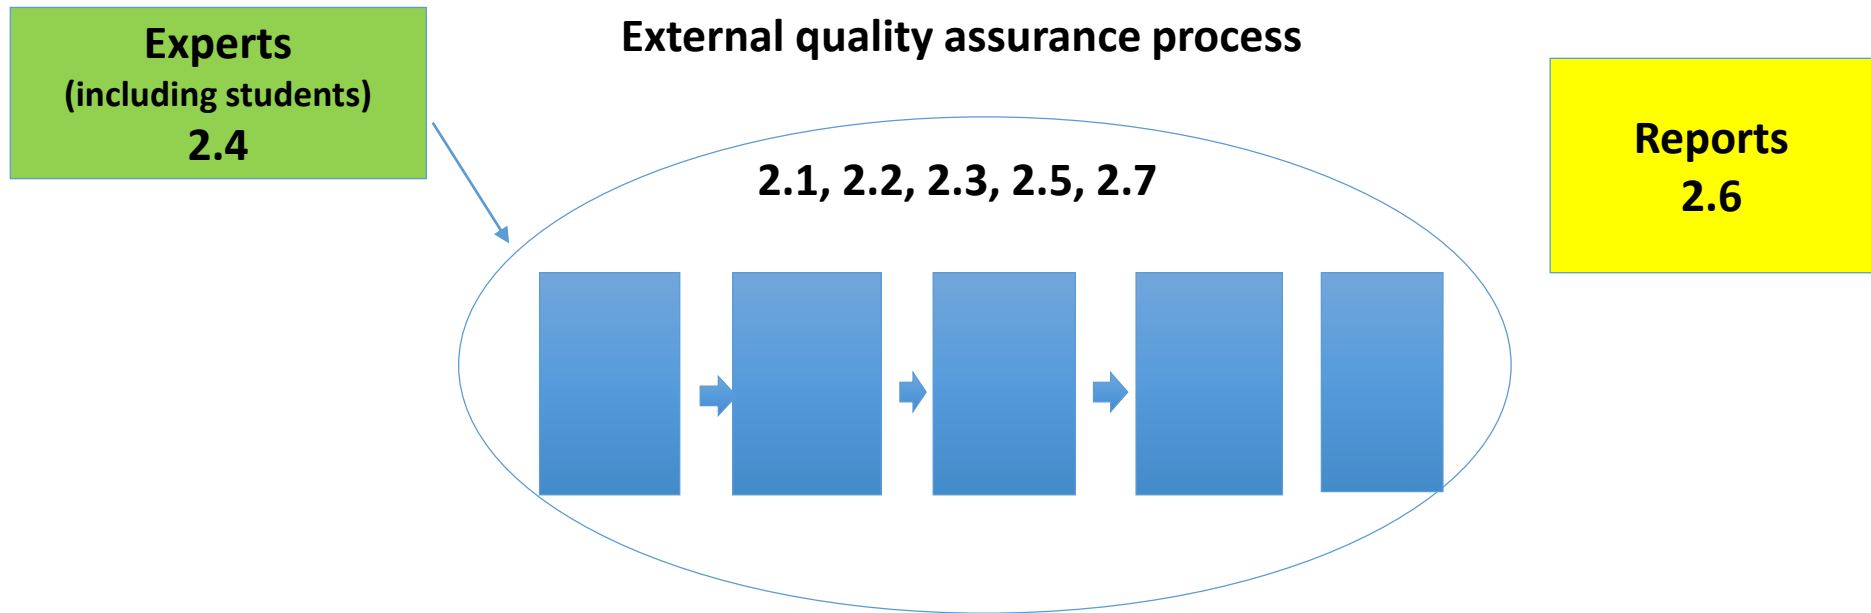 Experts
(including students)
2.4
External quality assurance process
2.1, 2.2, 2.3, 2.5, 2.7
Reports
2.6